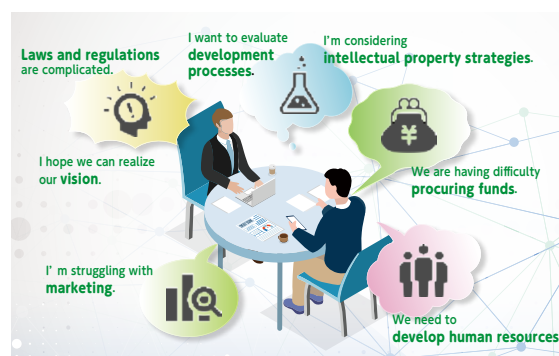 Laws and regulations
are complicated.
I want to evaluate
development
processes.
I'm considering
intellectual property strategies.
I hope we can realize
our vision.
¥
We are having difficulty
procuring funds.
I' m struggling with
marketing.
We need to
develop human resources